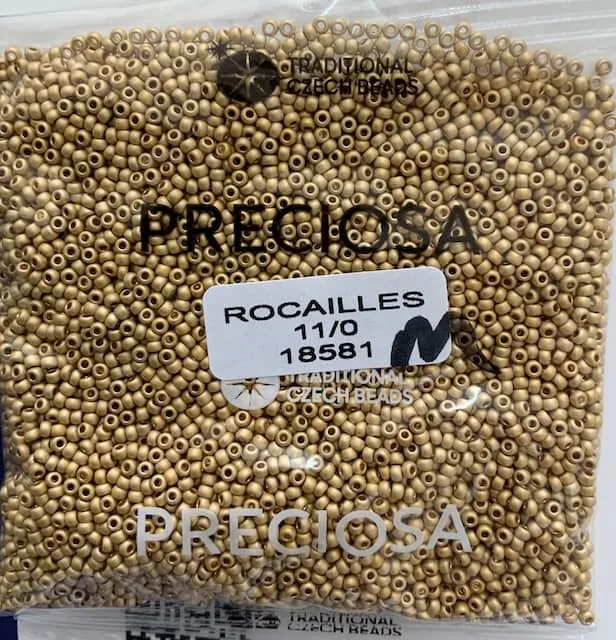 TRADITIONAL
CZECH BEADS
PRECIOSA
ROCAILLES
11/0
18581 M
TRADITIONAL
CZECH BEADS
PRECIOSA
TRADITIONAL
CZECH BEADS